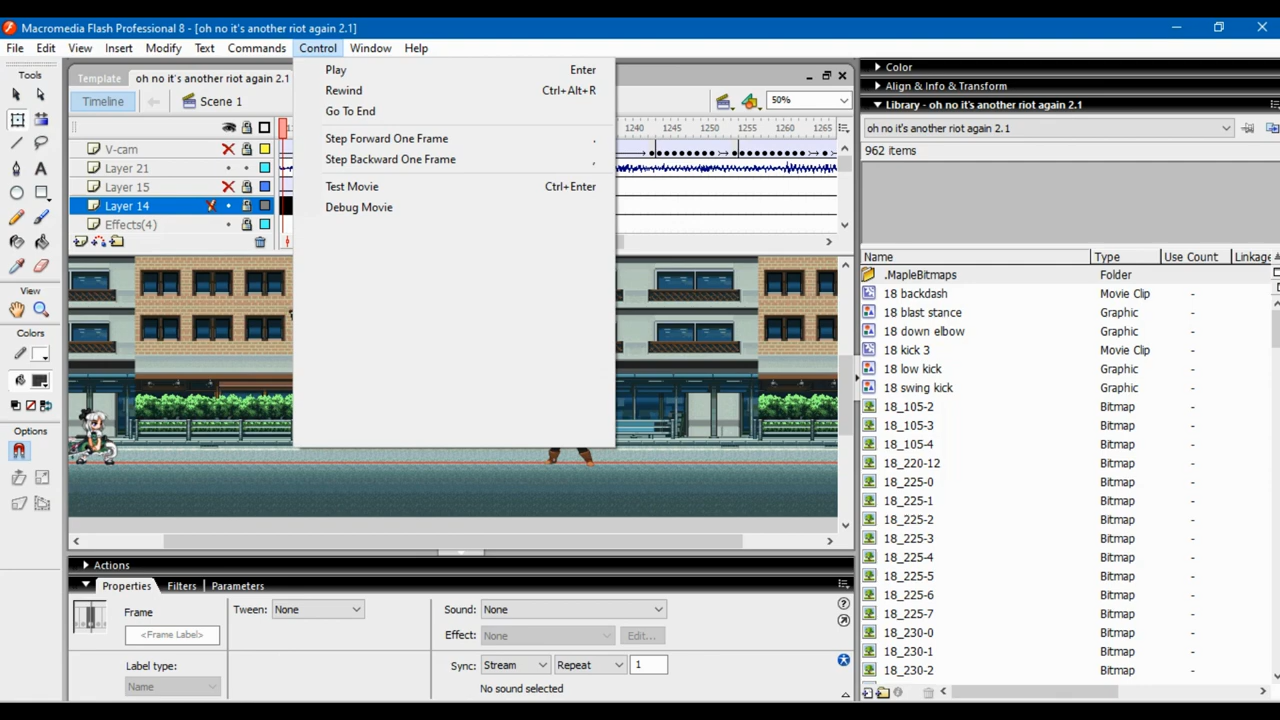 Macromedia Flash Professional 8 - [oh no it's another riot again 2.1]
File Edit View Insert Modify Text Commands Control Window Help
Tools
Template oh no it's another riot again 2.1
Timeline Scene 1 50%
Play Enter
Rewind Ctrl+Alt+R
Go To End
Step Forward One Frame .
Step Backward One Frame ,
Test Movie Ctrl+Enter
Debug Movie
1240 1245 1250 1255 1260 1265
V-cam
Layer 21
Layer 15
Layer 14
Effects(4)
View
Colors
Options
Color
Align & Info & Transform
Library - oh no it's another riot again 2.1
oh no it's another riot again 2.1
962 items
Name Type Use Count Linkage
.MapleBitmaps Folder
18 backdash Movie Clip -
18 blast stance Graphic -
18 down elbow Graphic -
18 kick 3 Movie Clip -
18 low kick Graphic -
18 swing kick Graphic -
18_105-2 Bitmap -
18_105-3 Bitmap -
18_105-4 Bitmap -
18_220-12 Bitmap -
18_225-0 Bitmap -
18_225-1 Bitmap -
18_225-2 Bitmap -
18_225-3 Bitmap -
18_225-4 Bitmap -
18_225-5 Bitmap -
18_225-6 Bitmap -
18_225-7 Bitmap -
18_230-0 Bitmap -
18_230-1 Bitmap -
18_230-2 Bitmap -
Actions
Properties Filters Parameters
Frame Tween: None Sound: None
<Frame Label> Effect: None Edit...
Label type: Sync: Stream Repeat 1
Name No sound selected